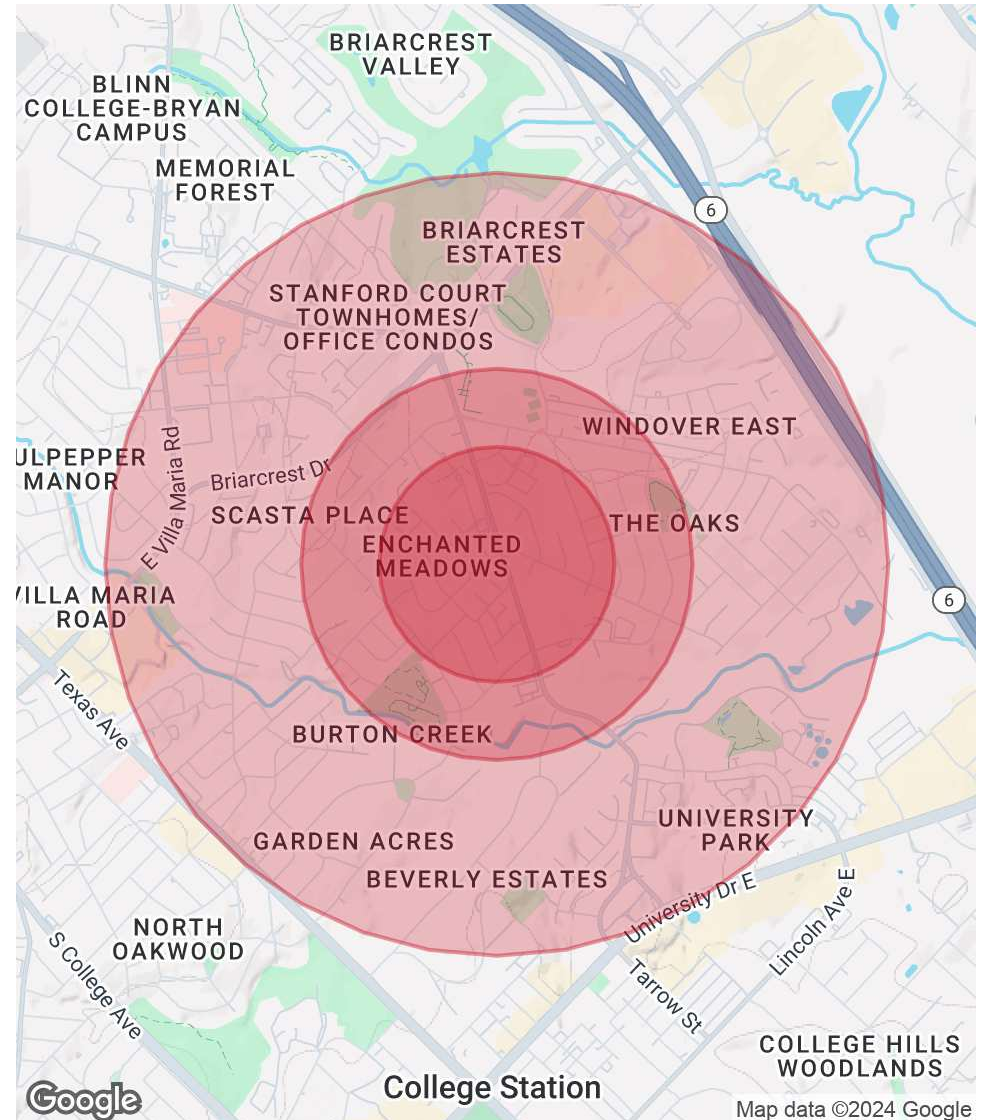 BRIARCREST
VALLEY
BLINN
COLLEGE-BRYAN
CAMPUS
MEMORIAL
FOREST
6
BRIARCREST
ESTATES
STANFORD COURT
TOWNHOMES/
OFFICE CONDOS
WINDOVER EAST
E Villa Maria Rd
ULPEPPER
MANOR
Briarcrest Dr
SCASTA PLACE
THE OAKS
ENCHANTED
MEADOWS
VILLA MARIA
ROAD
6
Texas Ave
BURTON CREEK
UNIVERSITY
PARK
GARDEN ACRES
BEVERLY ESTATES
University Dr E
Lincoln Ave E
NORTH
OAKWOOD
S College Ave
Tarrow St
COLLEGE HILLS
WOODLANDS
College Station
Google
Map data ©2024 Google